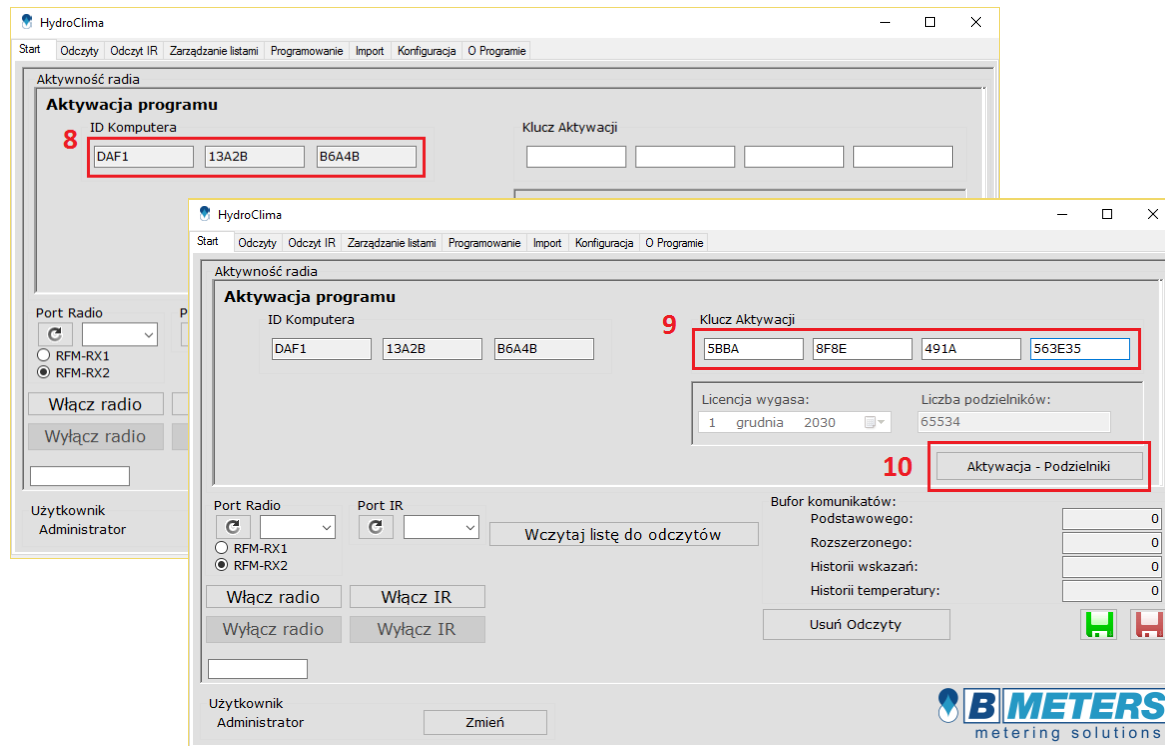 HydroClima
Start Odczyty Odczyt IR Zarządzanie listami Programowanie Import Konfiguracja O Programie
Aktywność radia
Aktywacja programu
ID Komputera Klucz Aktywacji
8 DAF1 13A2B B6A4B
Port Radio P
RFM-RX1
RFM-RX2
Włącz radio
Wyłącz radio
Użytkownik
Administrator
HydroClima
Start Odczyty Odczyt IR Zarządzanie listami Programowanie Import Konfiguracja O Programie
Aktywność radia
Aktywacja programu
ID Komputera 9 Klucz Aktywacji
DAF1 13A2B B6A4B 5BBA 8F8E 491A 563E35
Licencja wygasa: Liczba podzielników:
1 grudnia 2030 65534
10 Aktywacja - Podzielniki
Port Radio Port IR Bufor komunikatów:
Podstawowego: 0
Wczytaj listę do odczytów
RFM-RX1 Rozszerzonego: 0
RFM-RX2 Historii wskazań: 0
Historii temperatury: 0
Włącz radio Włącz IR
Wyłącz radio Wyłącz IR Usuń Odczyty
Użytkownik
Administrator Zmień
B METERS
metering solutions